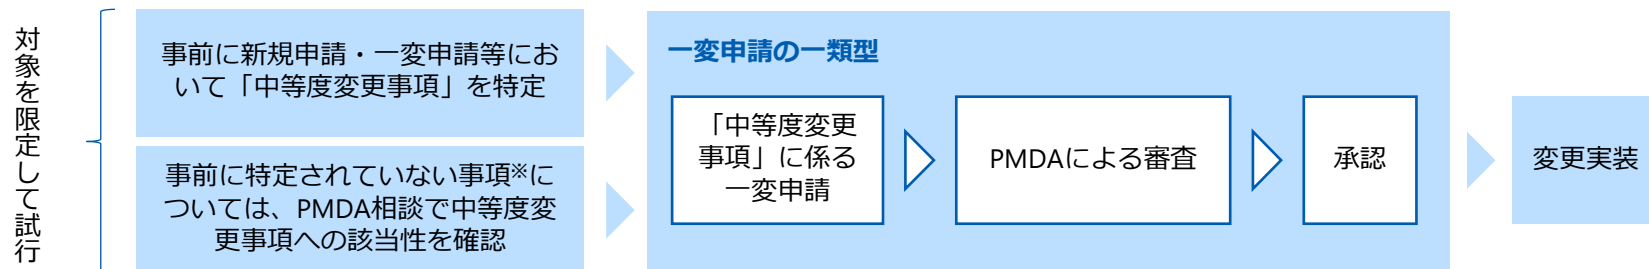 対象を限定して試行
事前に新規申請・一変申請等にお
いて「中等度変更事項」を特定
事前に特定されていない事項※に
ついては、PMDA相談で中等度変
更事項への該当性を確認
一変申請の一類型
「中等度変更
事項」に係る
一変申請
PMDAによる審査
承認
変更実装